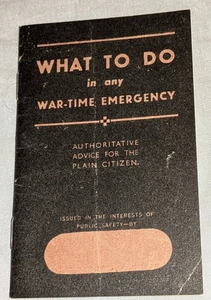 WHAT TO DO
in any
WAR-TIME EMERGENCY
AUTHORITATIVE
ADVICE FOR THE
PLAIN CITIZEN.
ISSUED IN THE INTERESTS OF
PUBLIC SAFETY—BY